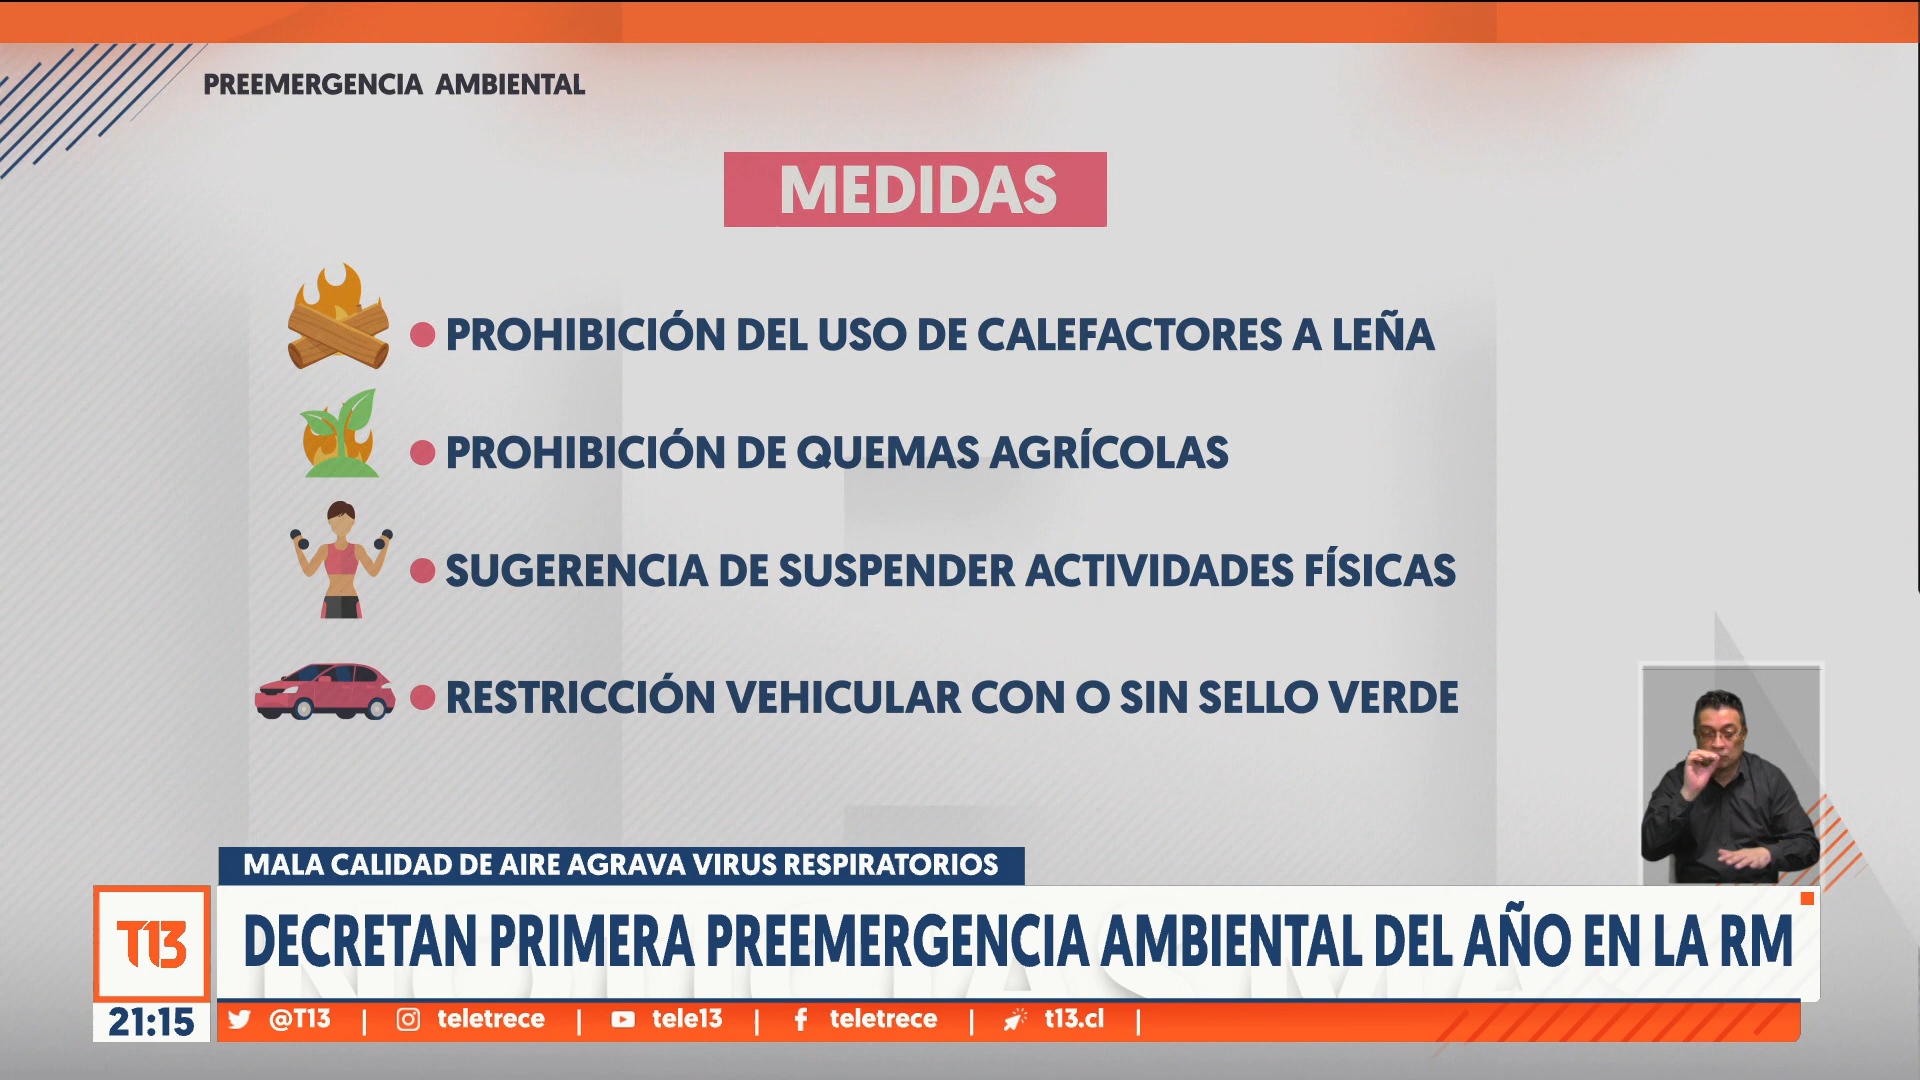 PREEMERGENCIA AMBIENTAL
MEDIDAS
PROHIBICIÓN DEL USO DE CALEFACTORES A LEÑA
PROHIBICIÓN DE QUEMAS AGRÍCOLAS
SUGERENCIA DE SUSPENDER ACTIVIDADES FÍSICAS
RESTRICCIÓN VEHICULAR CON O SIN SELLO VERDE
MALA CALIDAD DE AIRE AGRAVA VIRUS RESPIRATORIOS
T13
DECRETAN PRIMERA PREEMERGENCIA AMBIENTAL DEL AÑO EN LA RM
21:15
@T13 | teletrece | tele13 | teletrece | t13.cl |